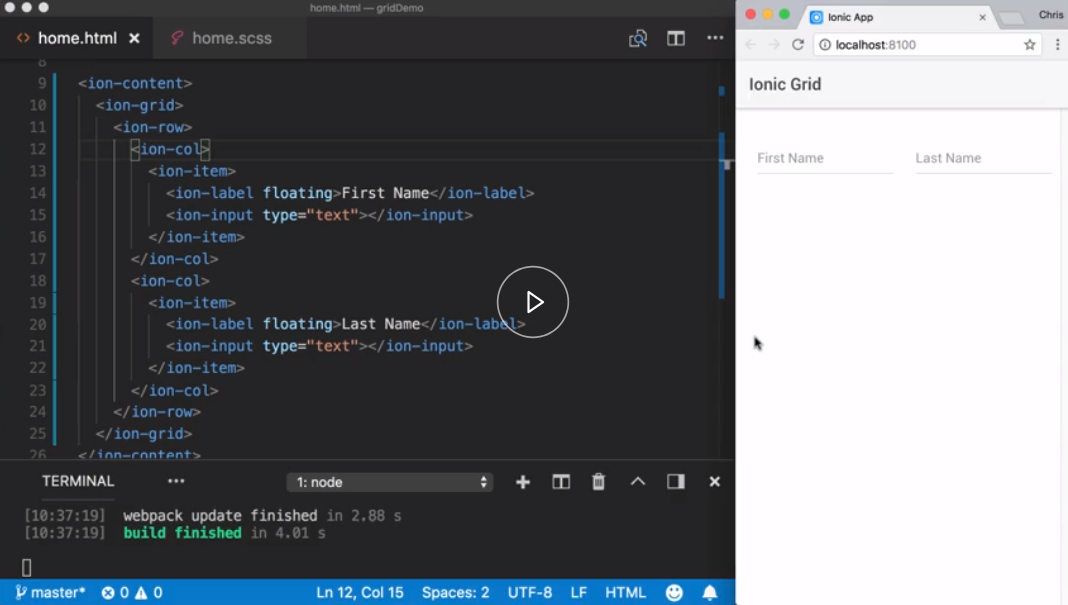 home.html — gridDemo
home.html
home.scss
8
9 <ion-content>
10 <ion-grid>
11 <ion-row>
12 <ion-col>
13 <ion-item>
14 <ion-label floating>First Name</ion-label>
15 <ion-input type="text"></ion-input>
16 </ion-item>
17 </ion-col>
18 <ion-col>
19 <ion-item>
20 <ion-label floating>Last Name</ion-label>
21 <ion-input type="text"></ion-input>
22 </ion-item>
23 </ion-col>
24 </ion-row>
25 </ion-grid>
26 </ion-content>
TERMINAL
1: node
[10:37:19] webpack update finished in 2.88 s
[10:37:19] build finished in 4.01 s
master* 0 0 Ln 12, Col 15 Spaces: 2 UTF-8 LF HTML
Ionic App
Chris
localhost:8100
Ionic Grid
First Name Last Name